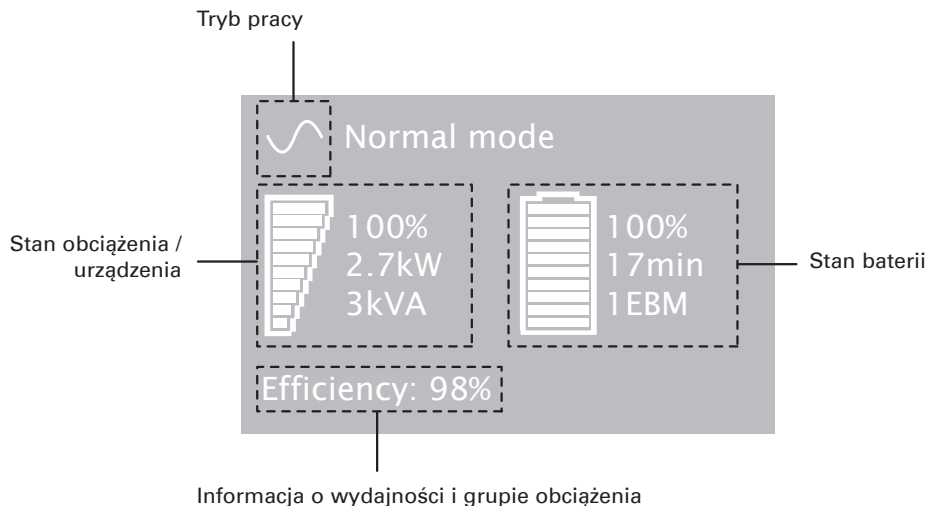 Tryb pracy
Normal mode
Stan obciążenia /
urządzenia
100%
2.7kW
3kVA
100%
17min
1EBM
Stan baterii
Efficiency: 98%
Informacja o wydajności i grupie obciążenia